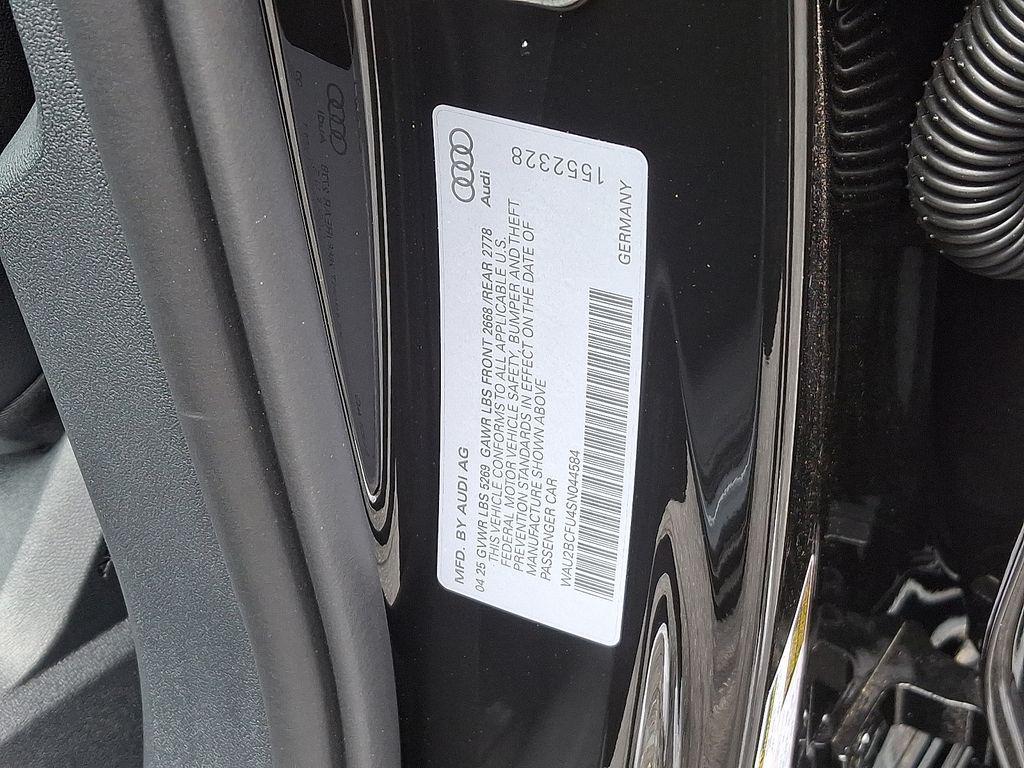 MFD. BY AUDI AG
Audi
04 25 GVWR LBS 5269 GAWR LBS FRONT 2668 /REAR 2778
THIS VEHICLE CONFORMS TO ALL APPLICABLE U.S.
FEDERAL MOTOR VEHICLE SAFETY, BUMPER AND THEFT
PREVENTION STANDARDS IN EFFECT ON THE DATE OF
MANUFACTURE SHOWN ABOVE
PASSENGER CAR
WAU2BCFU4SN044584
GERMANY
1552328